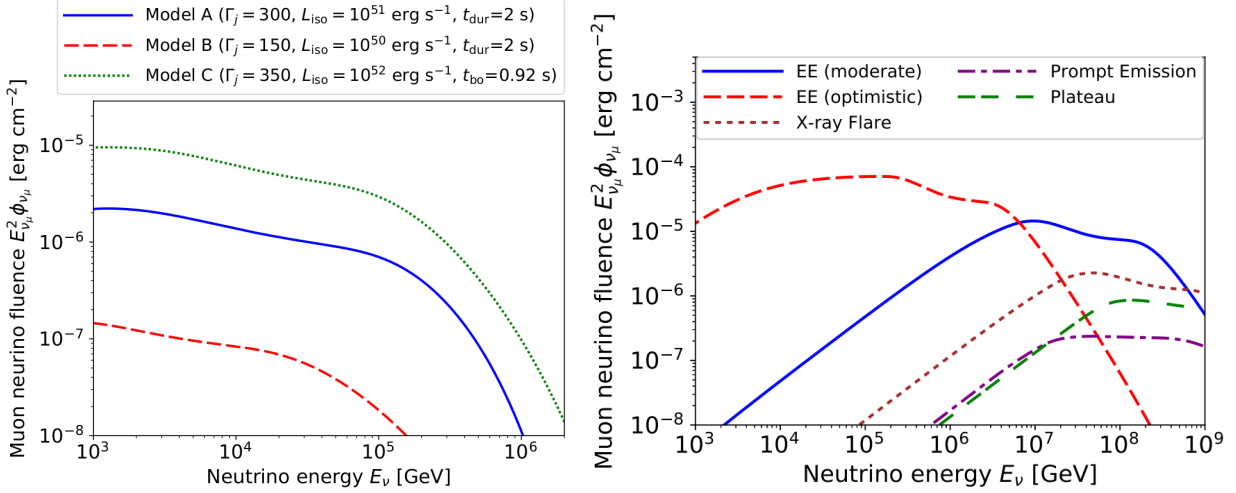 Model A (Γj = 300, Liso = 10^51 erg s^−1, tdur=2 s)
Model B (Γj = 150, Liso = 10^50 erg s^−1, tdur=2 s)
Model C (Γj = 350, Liso = 10^52 erg s^−1, tbo=0.92 s)
Muon neurino fluence E²νμ ϕνμ [erg cm^−2]
10^−5
10^−6
10^−7
10^−8
10^3
10^4
10^5
10^6
Neutrino energy Eν [GeV]
EE (moderate)
EE (optimistic)
X-ray Flare
Prompt Emission
Plateau
Muon neurino fluence E²νμ ϕνμ [erg cm^−2]
10^−3
10^−4
10^−5
10^−6
10^−7
10^−8
10^3
10^4
10^5
10^6
10^7
10^8
10^9
Neutrino energy Eν [GeV]